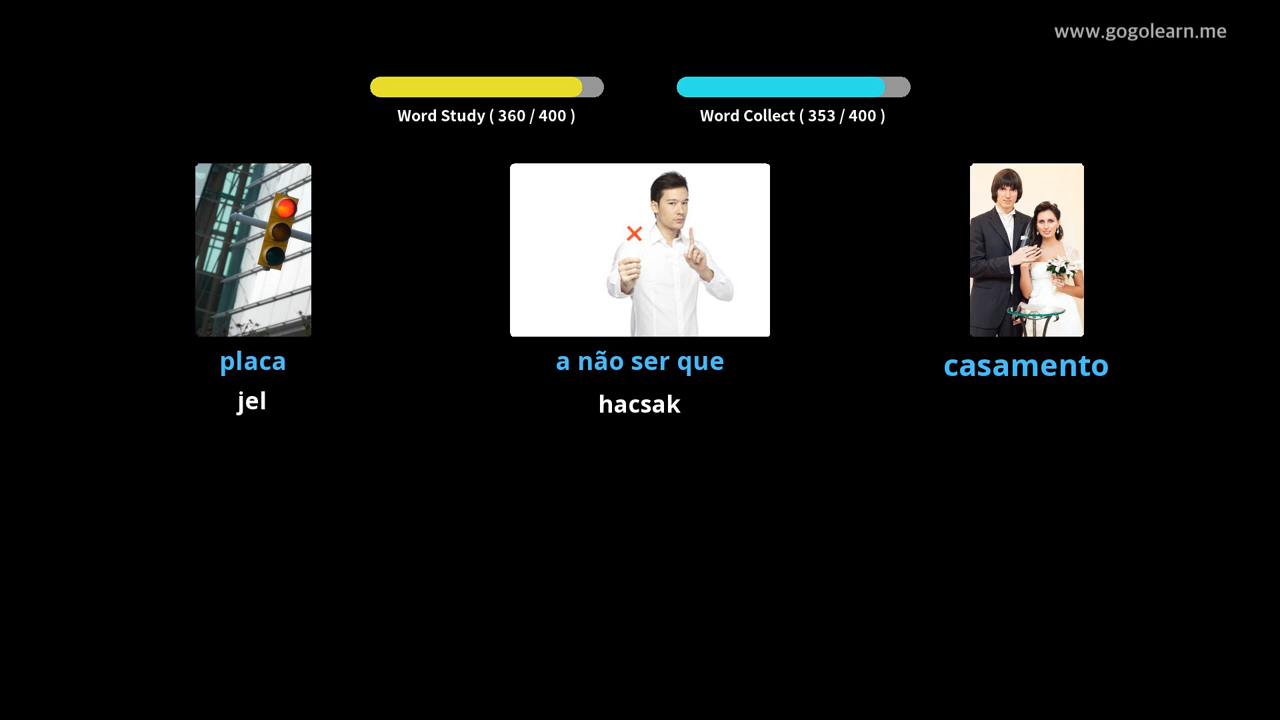 www.gogolearn.me
Word Study ( 360 / 400 )
Word Collect ( 353 / 400 )
placa
jel
a não ser que
hacsak
casamento